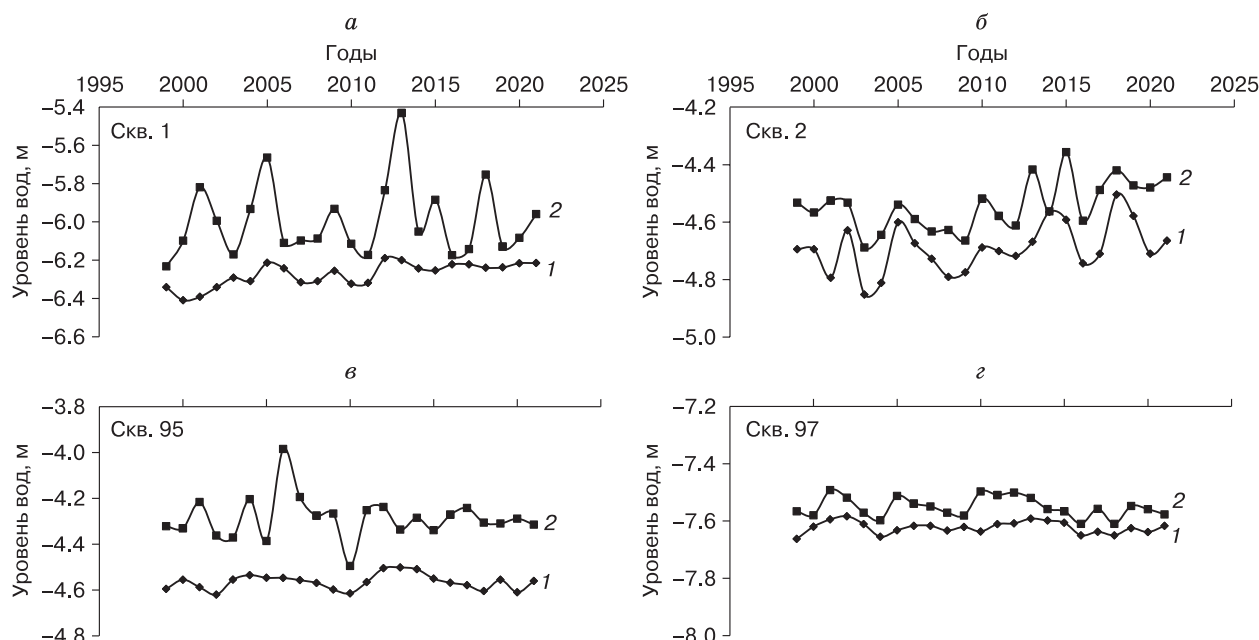 а
Годы
1995 2000 2005 2010 2015 2020 2025
Уровень вод, м
−5.4
−5.6
−5.8
−6.0
−6.2
−6.4
−6.6
Скв. 1
2
1
б
Годы
1995 2000 2005 2010 2015 2020 2025
Уровень вод, м
−4.2
−4.4
−4.6
−4.8
−5.0
Скв. 2
2
1
в
Уровень вод, м
−3.8
−4.0
−4.2
−4.4
−4.6
−4.8
Скв. 95
2
1
г
Уровень вод, м
−7.2
−7.4
−7.6
−7.8
−8.0
Скв. 97
2
1